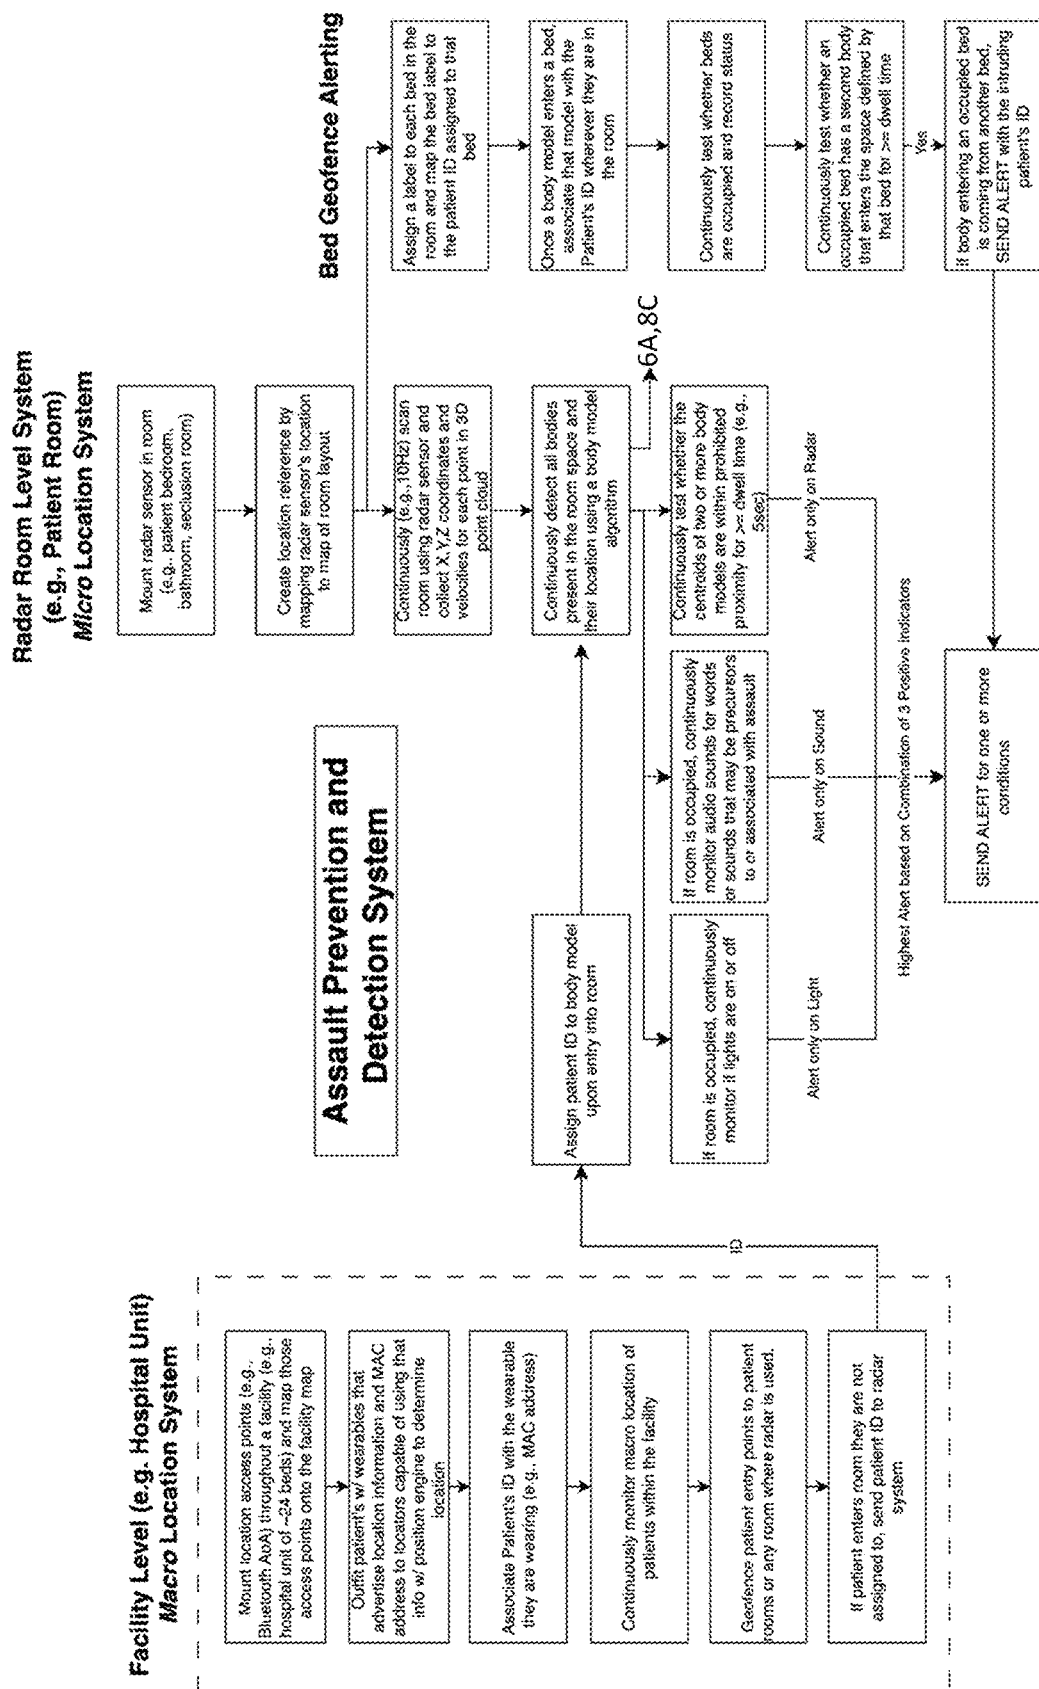 Assault Prevention and
Detection System
Facility Level (e.g. Hospital Unit)
Macro Location System
Mount location access points (e.g.,
Bluetooth AoA) throughout a facility (e.g.,
hospital unit of ~24 beds) and map those
access points onto the facility map
Outfit patient's w/ wearables that
advertise location information and MAC
address to locators capable of using that
info w/ position engine to determine
location
Associate Patient's ID with the wearable
they are wearing (e.g., MAC address)
Continuously monitor macro location of
patients within the facility
Geofence patient entry points to patient
rooms or any room where radar is used.
If patient enters room they are not
assigned to, send patient ID to radar
system
ID
Assign patient ID to body model
upon entry into room
Radar Room Level System
(e.g., Patient Room)
Micro Location System
Mount radar sensor in room
(e.g., patient bedroom,
bathroom, seclusion room)
Create location reference by
mapping radar sensor's location
to map of room layout
Continuously (e.g.,10Hz) scan
room using radar sensor and
collect X,Y,Z coordinates and
velocities for each point in 3D
point cloud
Continuously detect all bodies
present in the room space and
their location using a body model
algorithm
6A,8C
If room is occupied, continuously
monitor if lights are on or off
Alert only on Light
If room is occupied, continuously
monitor audio sounds for words
or sounds that may be precursors
to or associated with assault
Alert only on Sound
Continuously test whether the
centroids of two or more body
models are within prohibited
proximity for >= dwell time (e.g.,
5sec)
Alert only on Radar
Highest Alert based on Combination of 3 Positive Indicators
SEND ALERT for one or more
conditions
Bed Geofence Alerting
Assign a label to each bed in the
room and map the bed label to
the patient ID assigned to that
bed
Once a body model enters a bed,
associate that model with the
Patient's ID wherever they are in
the room
Continuously test whether beds
are occupied and record status
Continuously test whether an
occupied bed has a second body
that enters the space defined by
that bed for >= dwell time
Yes
If body entering an occupied bed
is coming from another bed,
SEND ALERT with the intruding
patient's ID